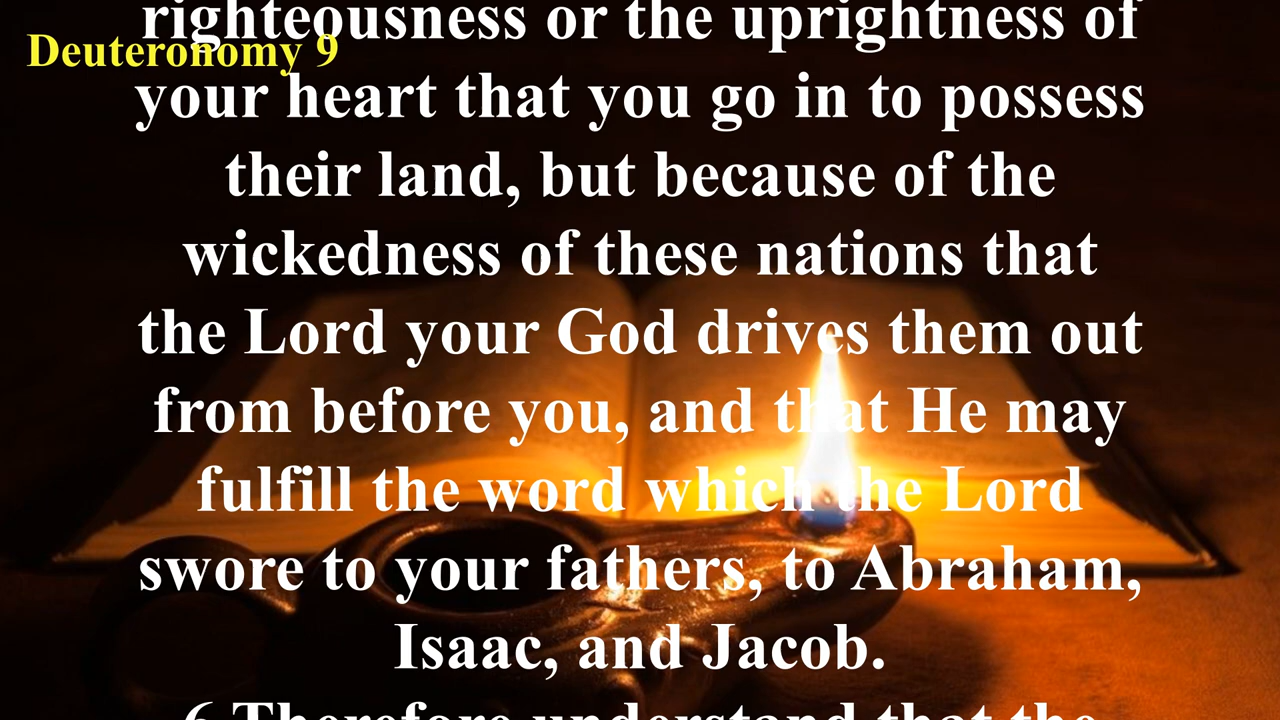 righteousness or the uprightness of
Deuteronomy 9
your heart that you go in to possess
their land, but because of the
wickedness of these nations that
the Lord your God drives them out
from before you, and that He may
fulfill the word which the Lord
swore to your fathers, to Abraham,
Isaac, and Jacob.
6 Therefore understand that the